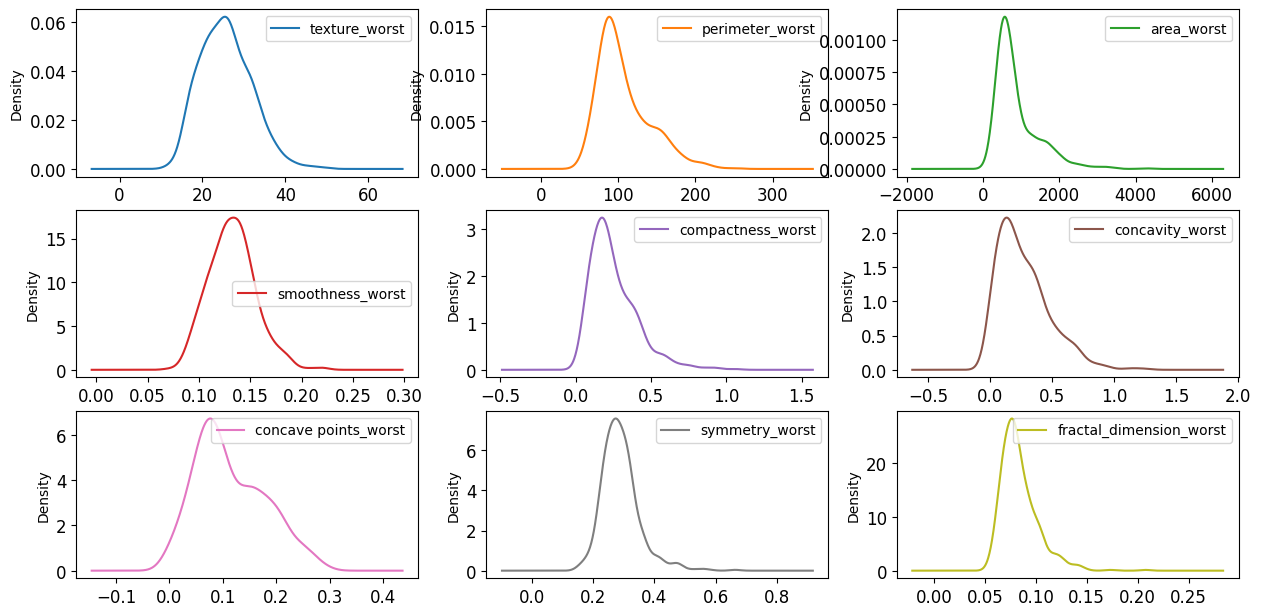 0.06
0.04
0.02
0.00
Density
0 20 40 60
texture_worst
0.015
0.010
0.005
0.000
Density
0 100 200 300
perimeter_worst
0.00100
0.00075
0.00050
0.00025
0.00000
Density
−2000 0 2000 4000 6000
area_worst
15
10
5
0
Density
0.00 0.05 0.10 0.15 0.20 0.25 0.30
smoothness_worst
3
2
1
0
Density
−0.5 0.0 0.5 1.0 1.5
compactness_worst
2.0
1.5
1.0
0.5
0.0
Density
−0.5 0.0 0.5 1.0 1.5 2.0
concavity_worst
6
4
2
0
Density
−0.1 0.0 0.1 0.2 0.3 0.4
concave points_worst
6
4
2
0
Density
0.0 0.2 0.4 0.6 0.8
symmetry_worst
20
10
0
Density
0.00 0.05 0.10 0.15 0.20 0.25
fractal_dimension_worst